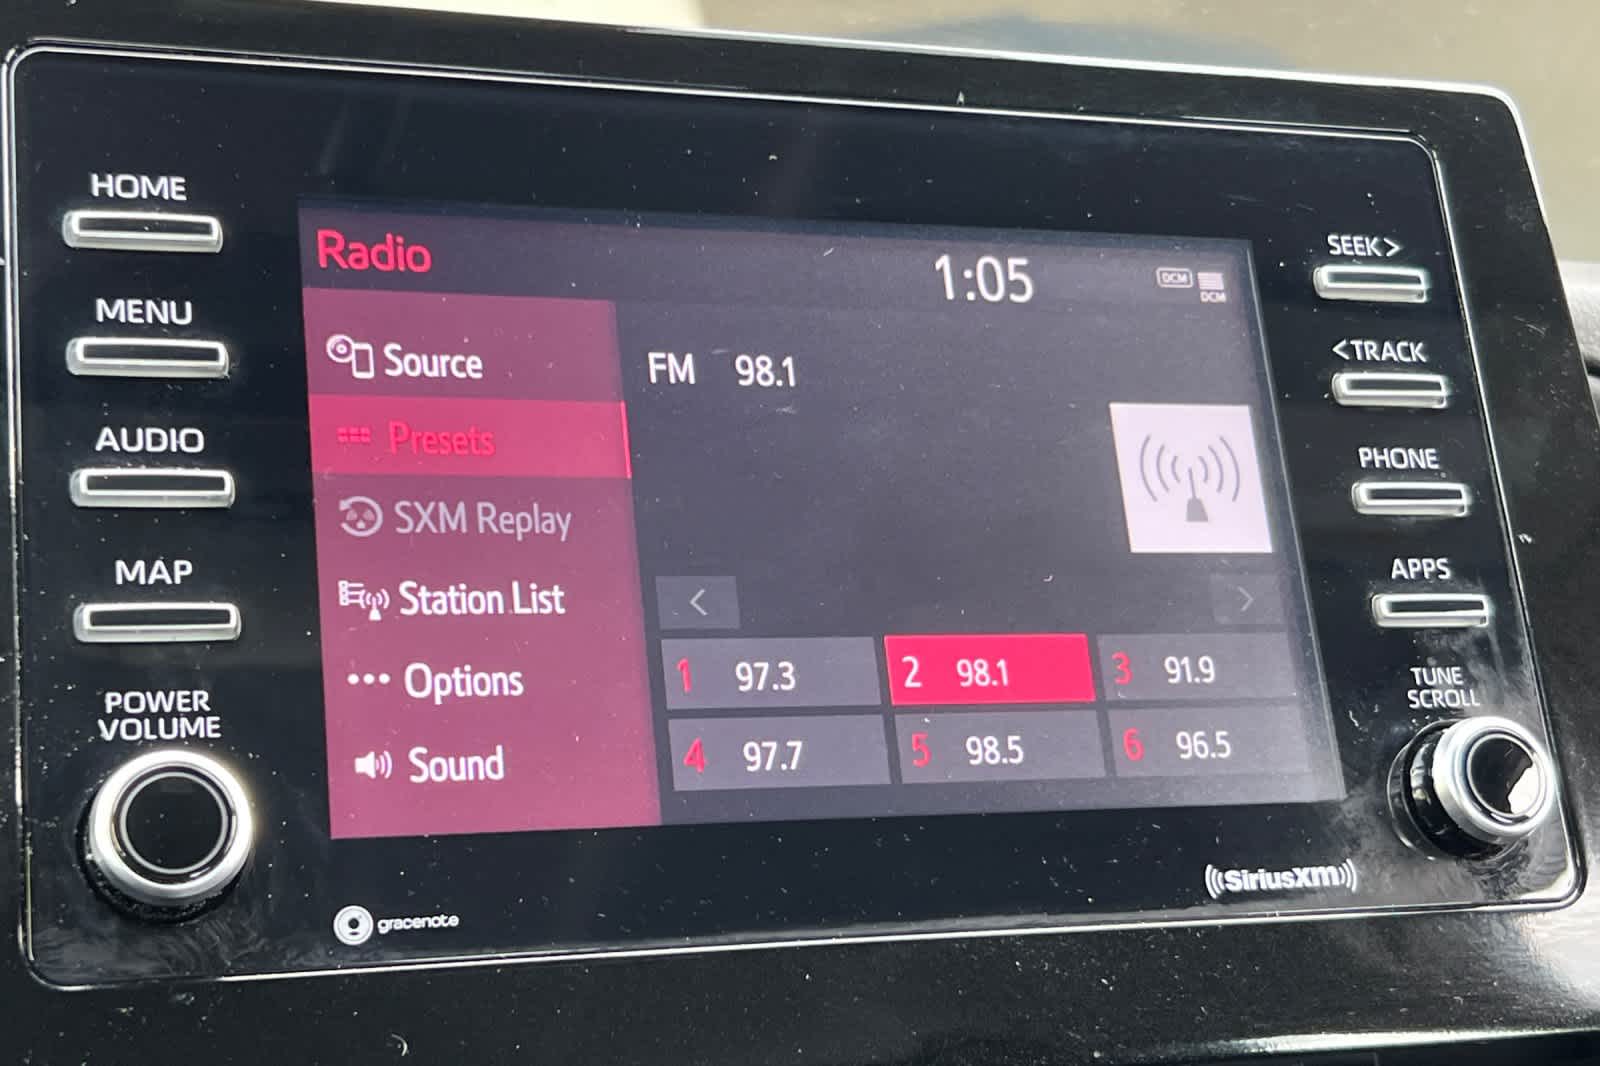 HOME
MENU
AUDIO
MAP
POWER
VOLUME
Radio
1:05
DCM
DCM
Source
Presets
SXM Replay
Station List
Options
Sound
FM 98.1
<
>
1 97.3
2 98.1
3 91.9
4 97.7
5 98.5
6 96.5
SEEK >
< TRACK
PHONE
APPS
TUNE
SCROLL
gracenote
((SiriusXM))